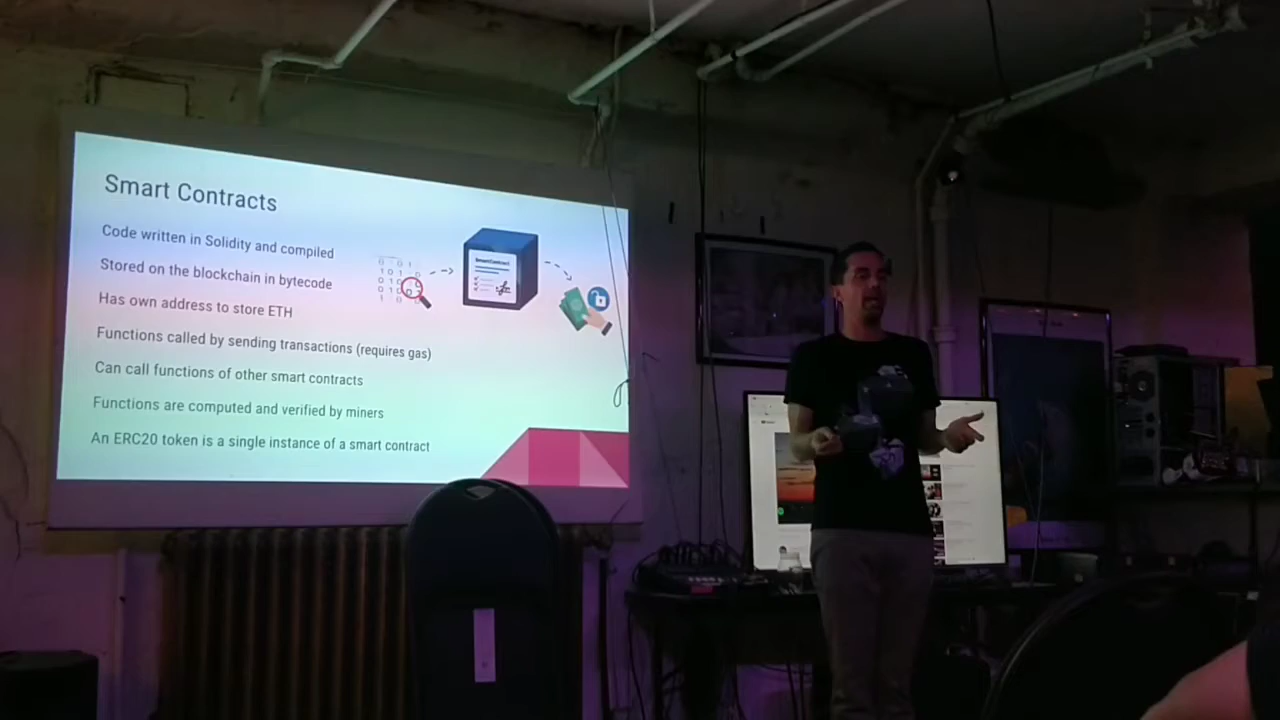 Smart Contracts
Code written in Solidity and compiled
Stored on the blockchain in bytecode
Has own address to store ETH
Functions called by sending transactions (requires gas)
Can call functions of other smart contracts
Functions are computed and verified by miners
An ERC20 token is a single instance of a smart contract
SmartContract